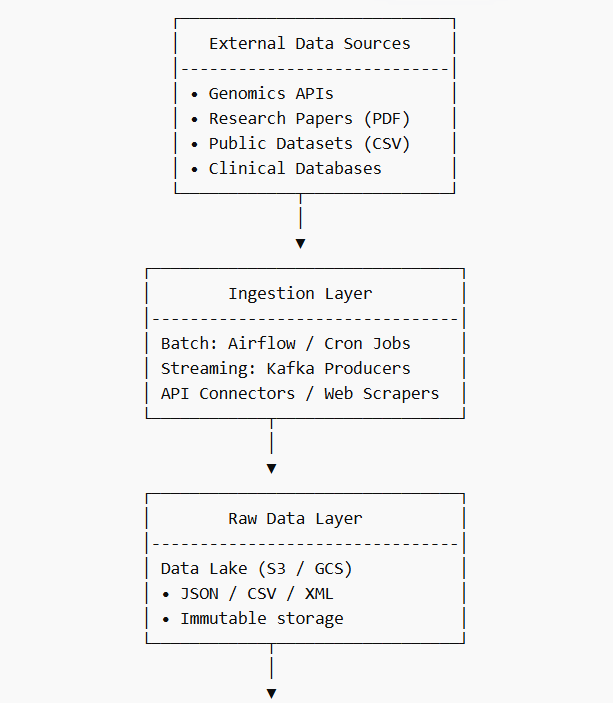 External Data Sources
• Genomics APIs
• Research Papers (PDF)
• Public Datasets (CSV)
• Clinical Databases
Ingestion Layer
Batch: Airflow / Cron Jobs
Streaming: Kafka Producers
API Connectors / Web Scrapers
Raw Data Layer
Data Lake (S3 / GCS)
• JSON / CSV / XML
• Immutable storage